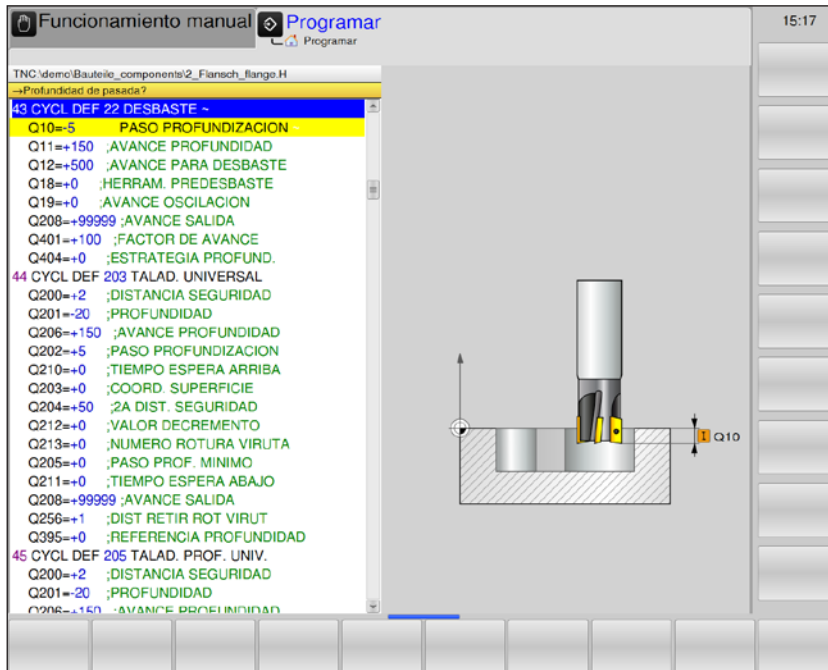 Funcionamiento manual
Programar
Programar
15:17
TNC:\demo\Bauteile_components\2_Flansch_flange.H
→Profundidad de pasada?
43 CYCL DEF 22 DESBASTE ~
Q10=-5 PASO PROFUNDIZACION ~
Q11=+150 ;AVANCE PROFUNDIDAD
Q12=+500 ;AVANCE PARA DESBASTE
Q18=+0 ;HERRAM. PREDESBASTE
Q19=+0 ;AVANCE OSCILACION
Q208=+99999 ;AVANCE SALIDA
Q401=+100 ;FACTOR DE AVANCE
Q404=+0 ;ESTRATEGIA PROFUND.
44 CYCL DEF 203 TALAD. UNIVERSAL
Q200=+2 ;DISTANCIA SEGURIDAD
Q201=-20 ;PROFUNDIDAD
Q206=+150 ;AVANCE PROFUNDIDAD
Q202=+5 ;PASO PROFUNDIZACION
Q210=+0 ;TIEMPO ESPERA ARRIBA
Q203=+0 ;COORD. SUPERFICIE
Q204=+50 ;2A DIST. SEGURIDAD
Q212=+0 ;VALOR DECREMENTO
Q213=+0 ;NUMERO ROTURA VIRUTA
Q205=+0 ;PASO PROF. MINIMO
Q211=+0 ;TIEMPO ESPERA ABAJO
Q208=+99999 ;AVANCE SALIDA
Q256=+1 ;DIST RETIR ROT VIRUT
Q395=+0 ;REFERENCIA PROFUNDIDAD
45 CYCL DEF 205 TALAD. PROF. UNIV.
Q200=+2 ;DISTANCIA SEGURIDAD
Q201=-20 ;PROFUNDIDAD
Q206=+150 ;AVANCE PROFUNDIDAD
I Q10